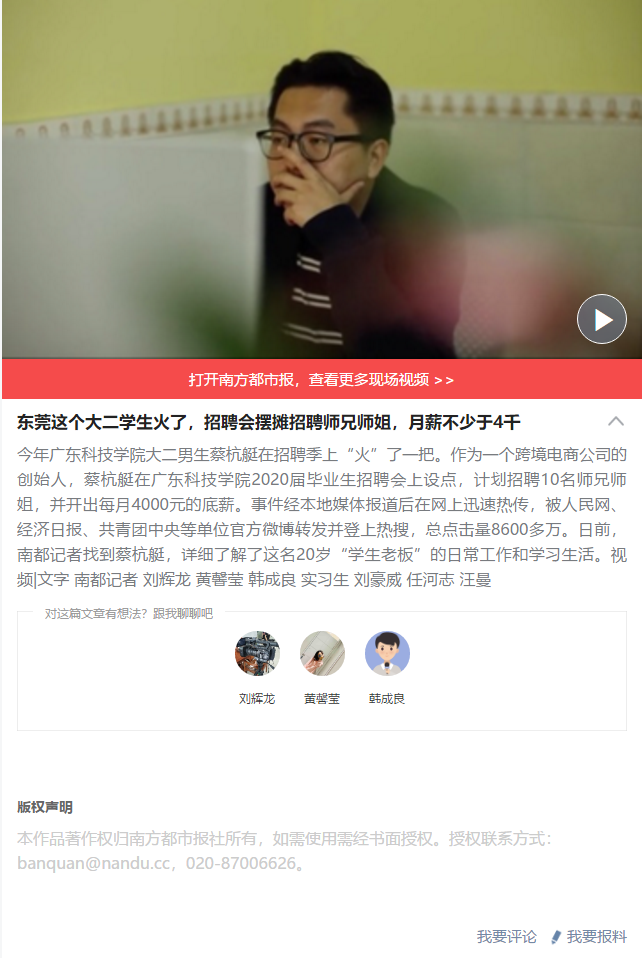 打开南方都市报，查看更多现场视频 >>
东莞这个大二学生火了，招聘会摆摊招聘师兄师姐，月薪不少于4千
今年广东科技学院大二男生蔡杭艇在招聘季上“火”了一把。作为一个跨境电商公司的
创始人，蔡杭艇在广东科技学院2020届毕业生招聘会上设点，计划招聘10名师兄师
姐，并开出每月4000元的底薪。事件经本地媒体报道后在网上迅速热传，被人民网、
经济日报、共青团中央等单位官方微博转发并登上热搜，总点击量8600多万。日前，
南都记者找到蔡杭艇，详细了解了这名20岁“学生老板”的日常工作和学习生活。视
频|文字 南都记者 刘辉龙 黄馨莹 韩成良 实习生 刘豪威 任河志 汪曼
对这篇文章有想法？跟我聊聊吧
刘辉龙 黄馨莹 韩成良
版权声明
本作品著作权归南方都市报社所有，如需使用需经书面授权。授权联系方式：
banquan@nandu.cc，020-87006626。
我要评论 我要报料